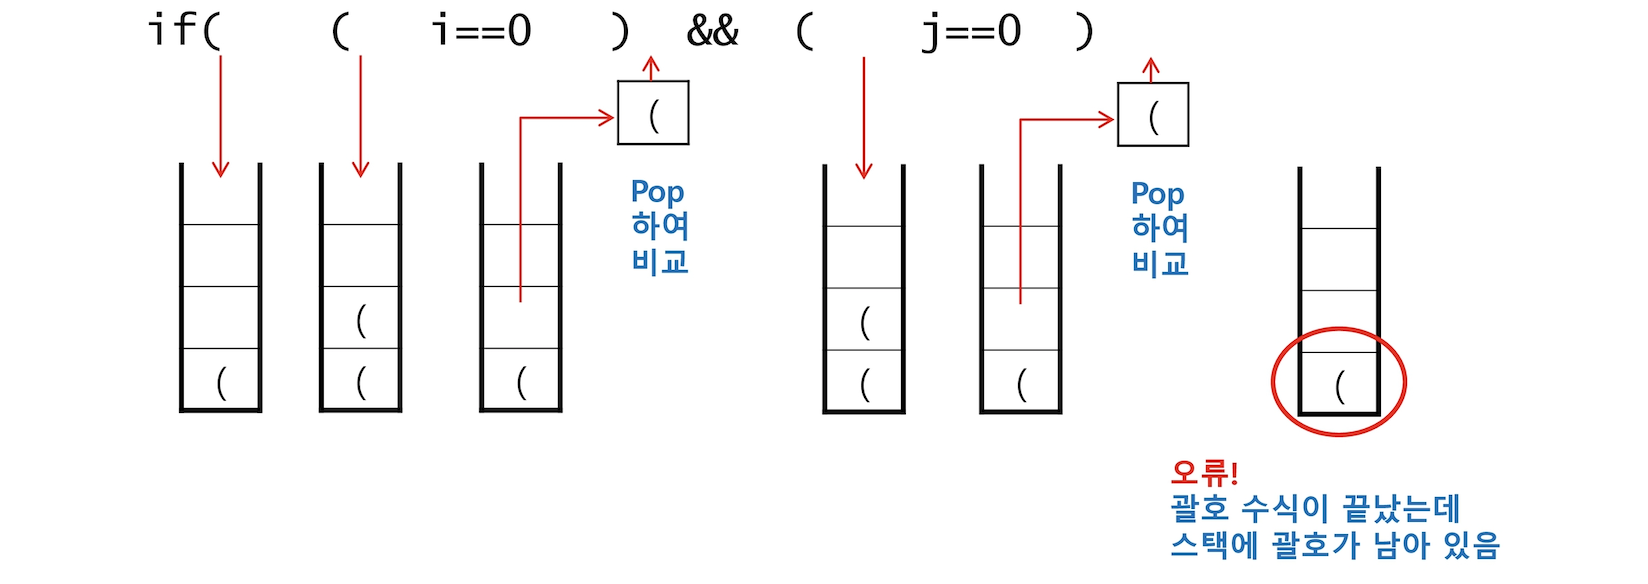 if( ( i==0 ) && ( j==0 )
( (
Pop
하여
비교
Pop
하여
비교
( (
( ( ( ( ( (
오류!
괄호 수식이 끝났는데
스택에 괄호가 남아 있음